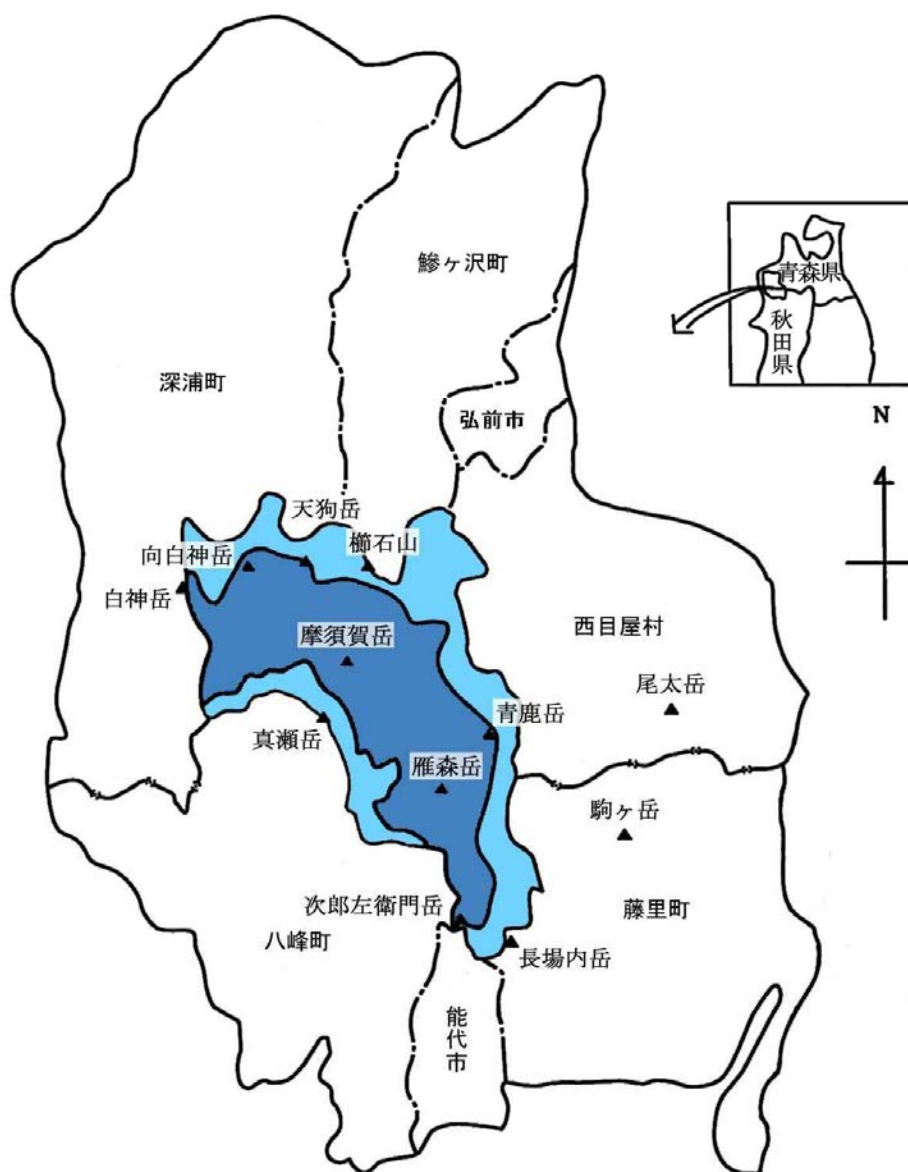 鰺ヶ沢町
青森県
秋田県
深浦町
弘前市
N
天狗岳
向白神岳
櫛石山
白神岳
西目屋村
摩須賀岳
尾太岳
青鹿岳
真瀬岳
雁森岳
駒ヶ岳
次郎左衛門岳
藤里町
八峰町
長場内岳
能代市